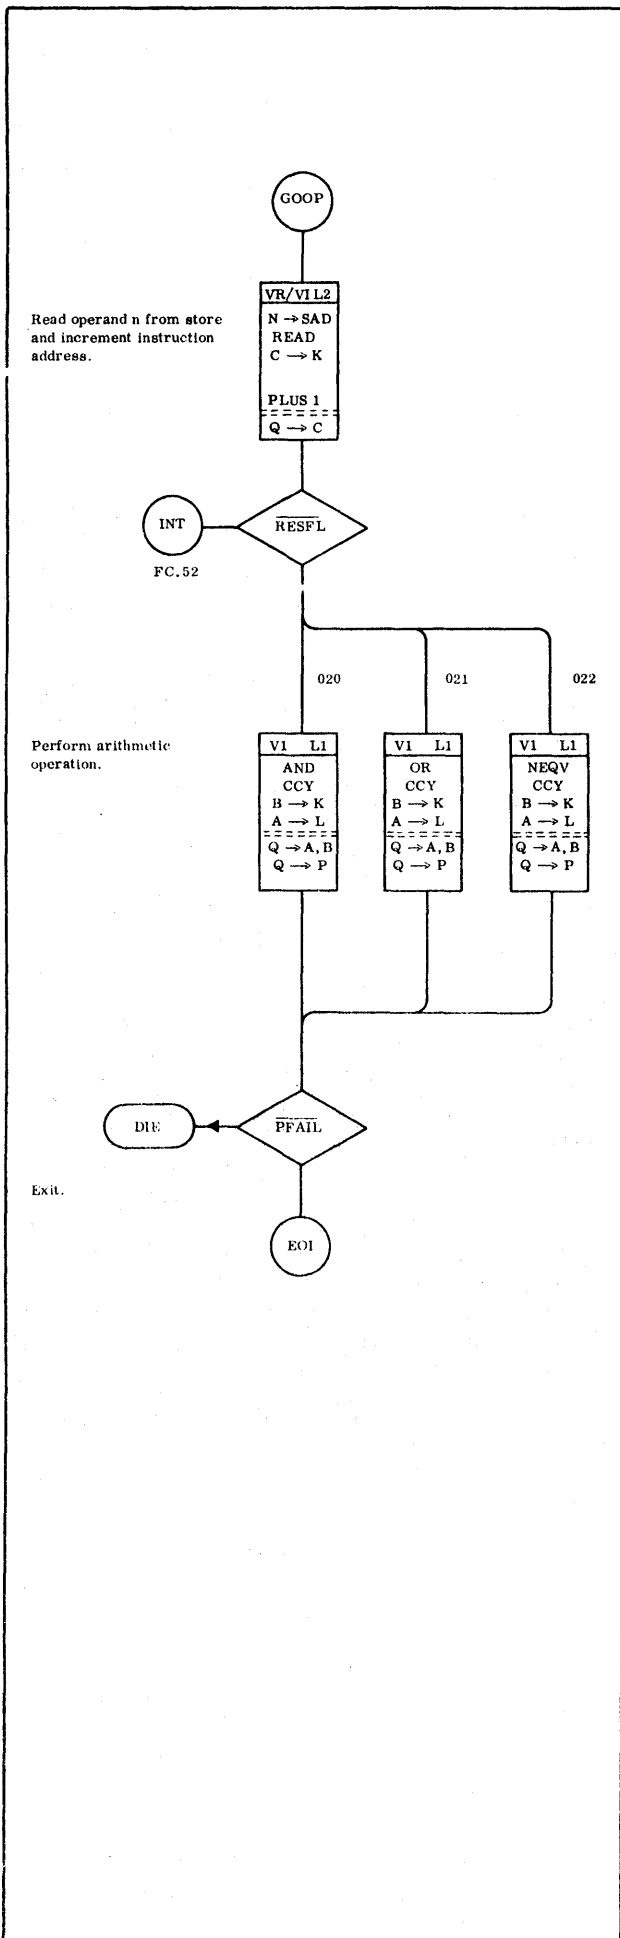 GOOP
VR/VI L2
N → SAD
READ
C → K
PLUS 1
Q → C
Read operand n from store
and increment instruction
address.
RESFL
INT
FC.52
020
021
022
Perform arithmetic
operation.
V1 L1
AND
CCY
B → K
A → L
Q → A, B
Q → P
V1 L1
OR
CCY
B → K
A → L
Q → A, B
Q → P
V1 L1
NEQV
CCY
B → K
A → L
Q → A, B
Q → P
DIE
PFAIL
Exit.
EOI